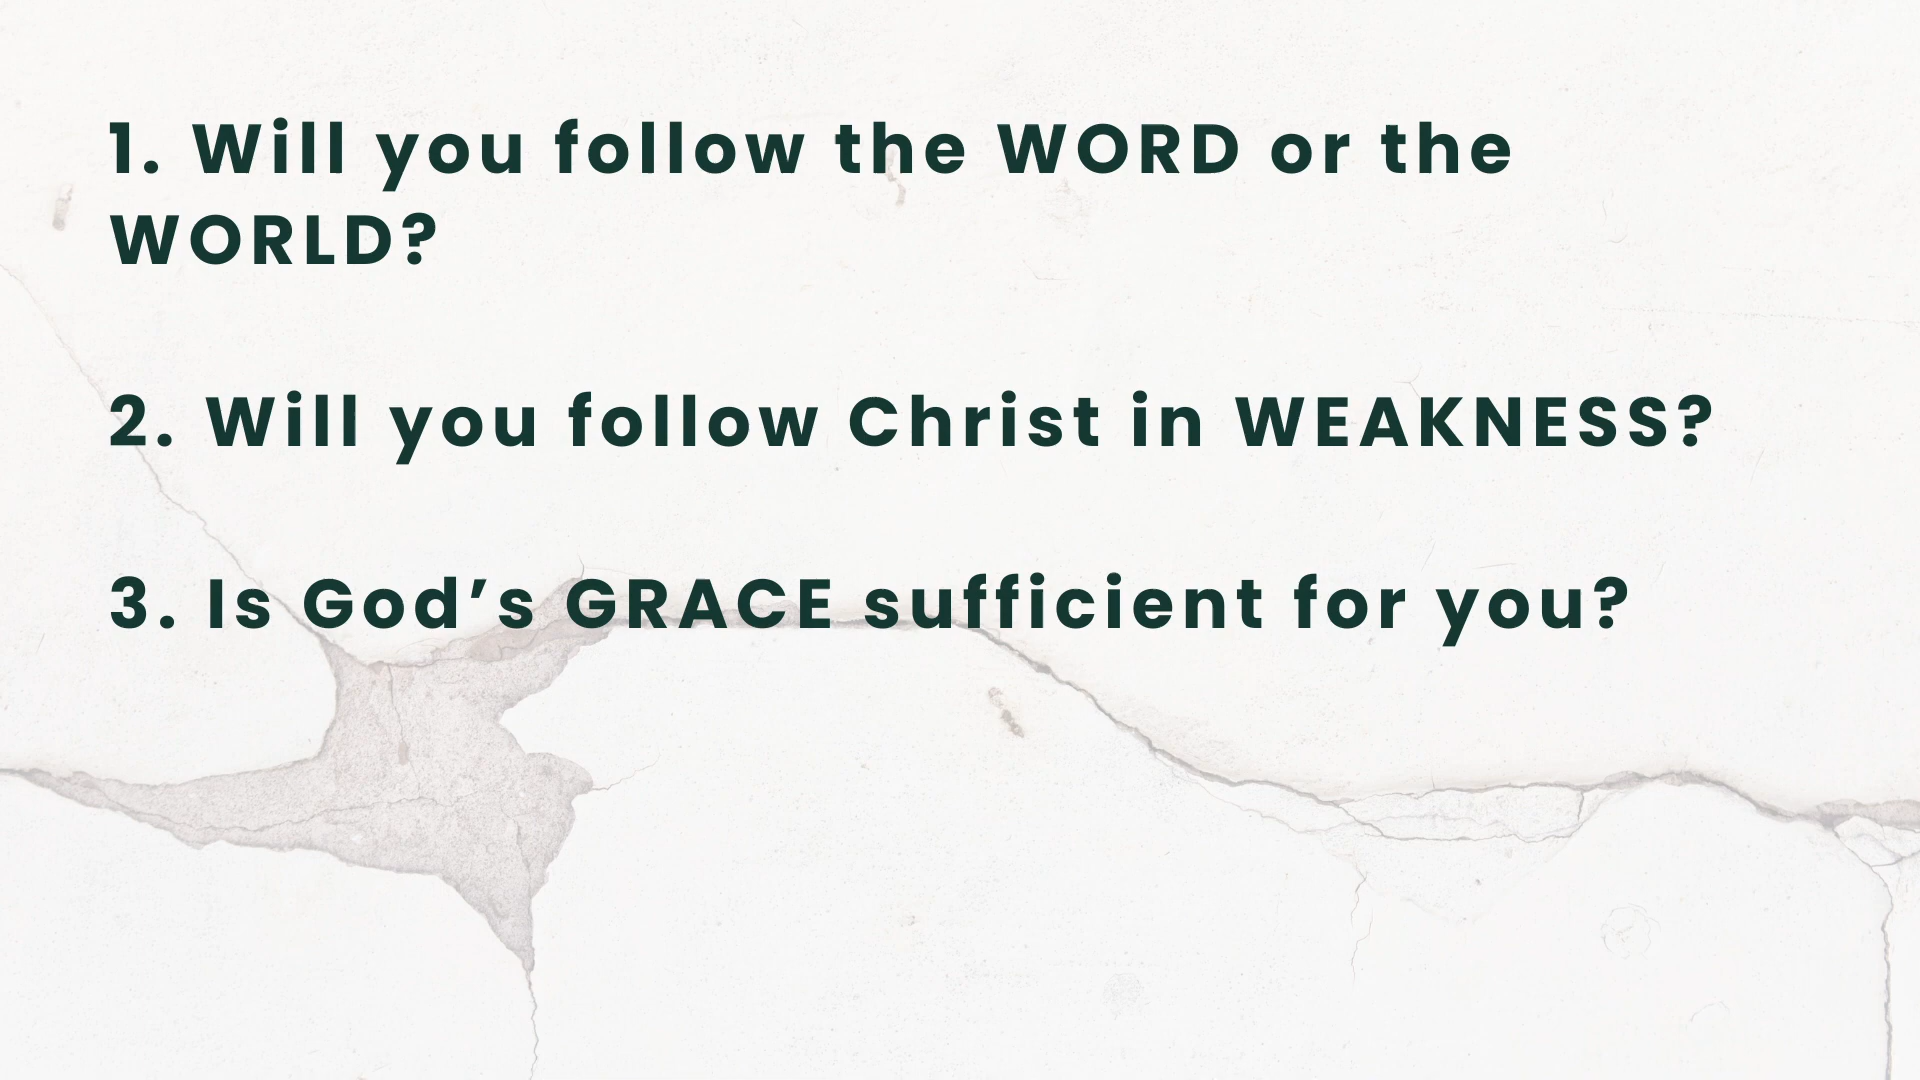 1. Will you follow the WORD or the
WORLD?
2. Will you follow Christ in WEAKNESS?
3. Is God’s GRACE sufficient for you?